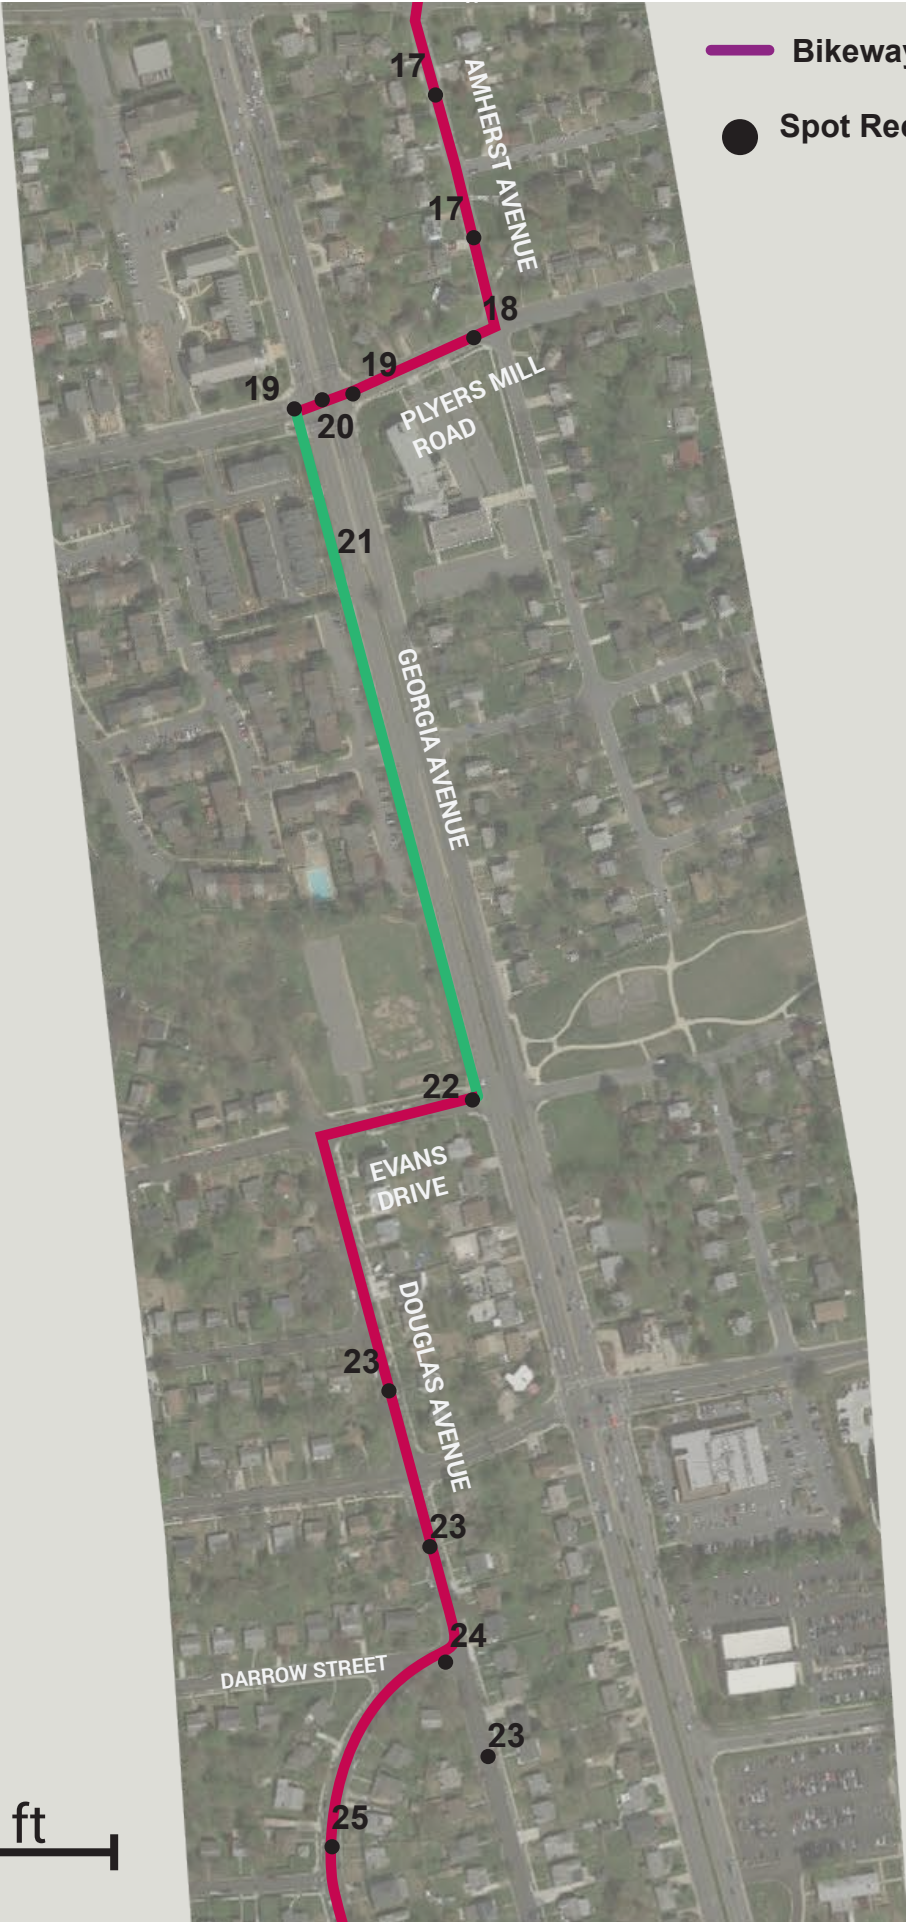 Bikeway
Spot Rec
17
AMHERST AVENUE
17
18
19
19
20
PLYERS MILL
ROAD
21
GEORGIA AVENUE
22
EVANS
DRIVE
23
DOUGLAS AVENUE
23
24
DARROW STREET
23
25
ft